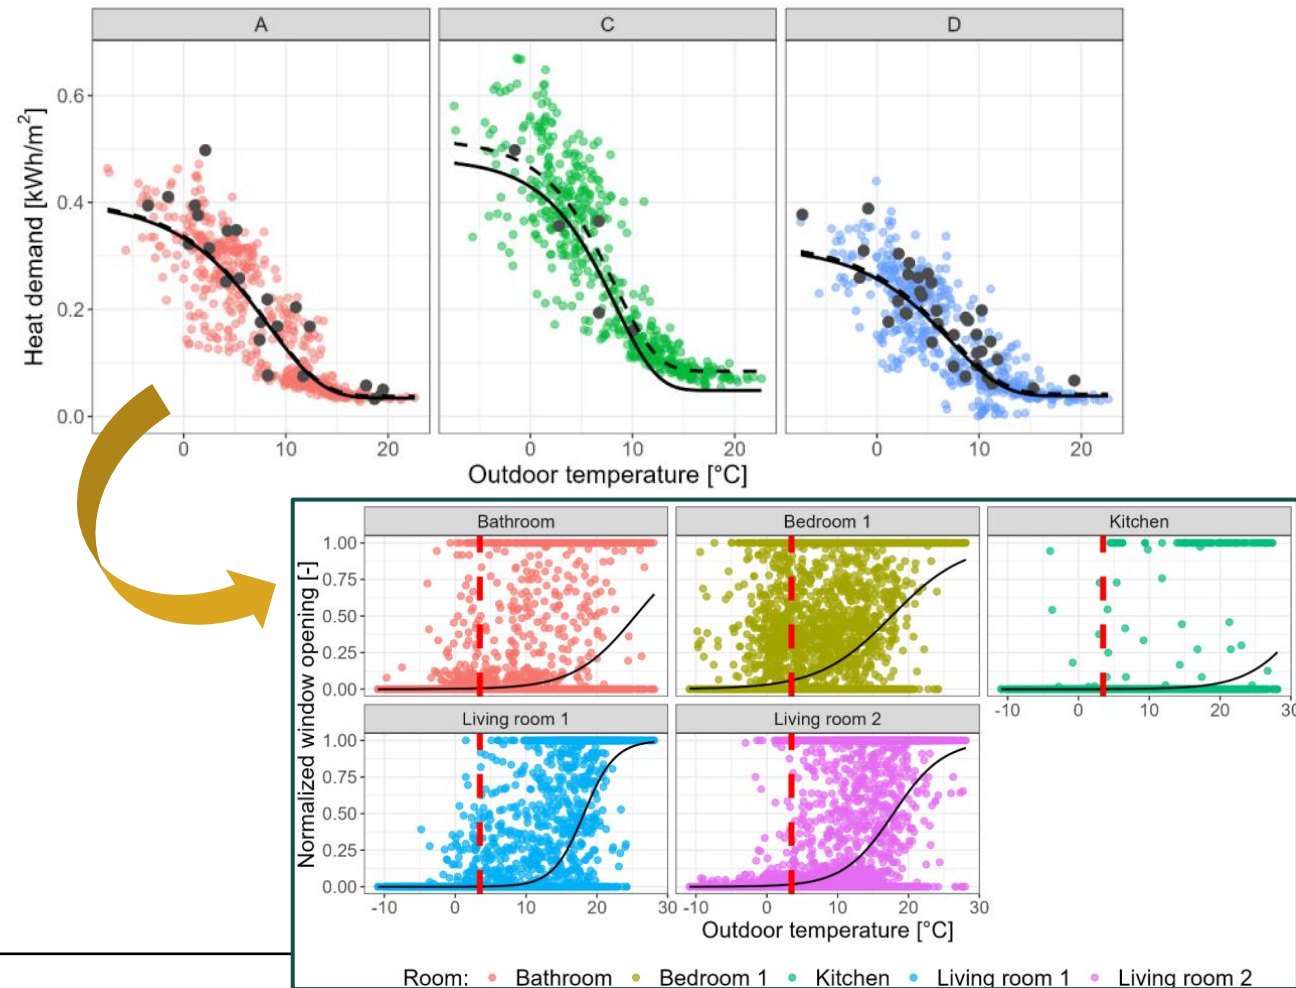 A C D
0.6
0.4
0.2
0.0
Heat demand [kWh/m²]
0 10 20 0 10 20 0 10 20
Outdoor temperature [°C]
Bathroom Bedroom 1 Kitchen
1.00
0.75
0.50
0.25
0.00
Normalized window opening [-]
-10 0 10 20 30
Living room 1 Living room 2
1.00
0.75
0.50
0.25
0.00
-10 0 10 20 30 -10 0 10 20 30
Outdoor temperature [°C]
Room: Bathroom Bedroom 1 Kitchen Living room 1 Living room 2